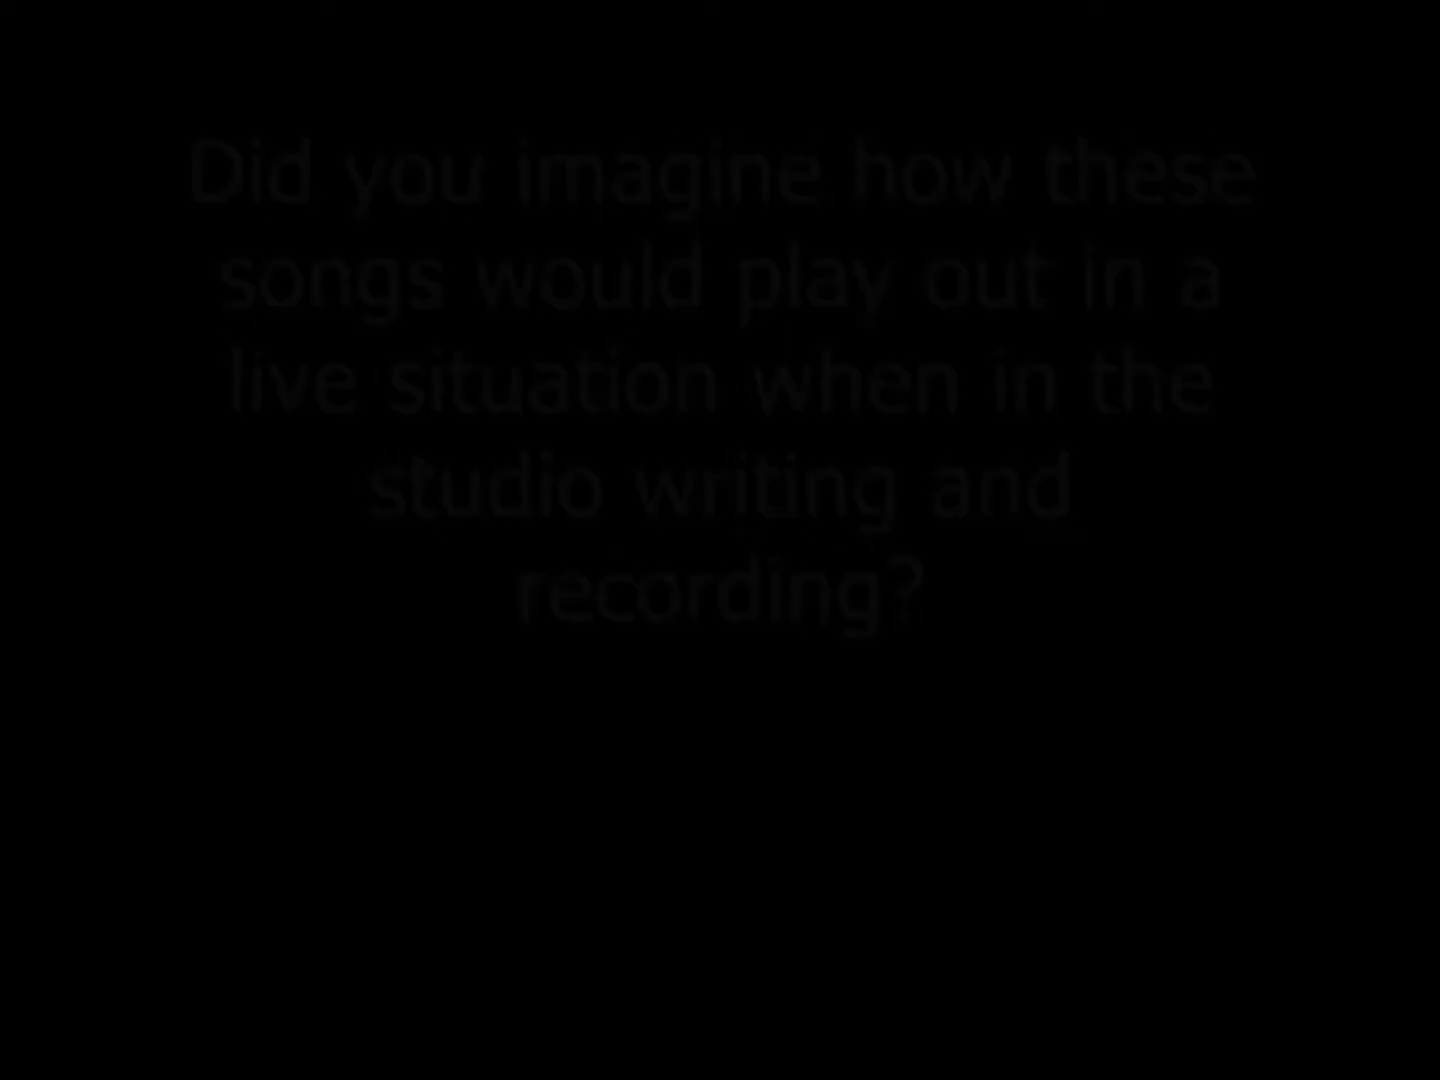 Did you imagine how these
songs would play out in a
live situation when in the
studio writing and
recording?